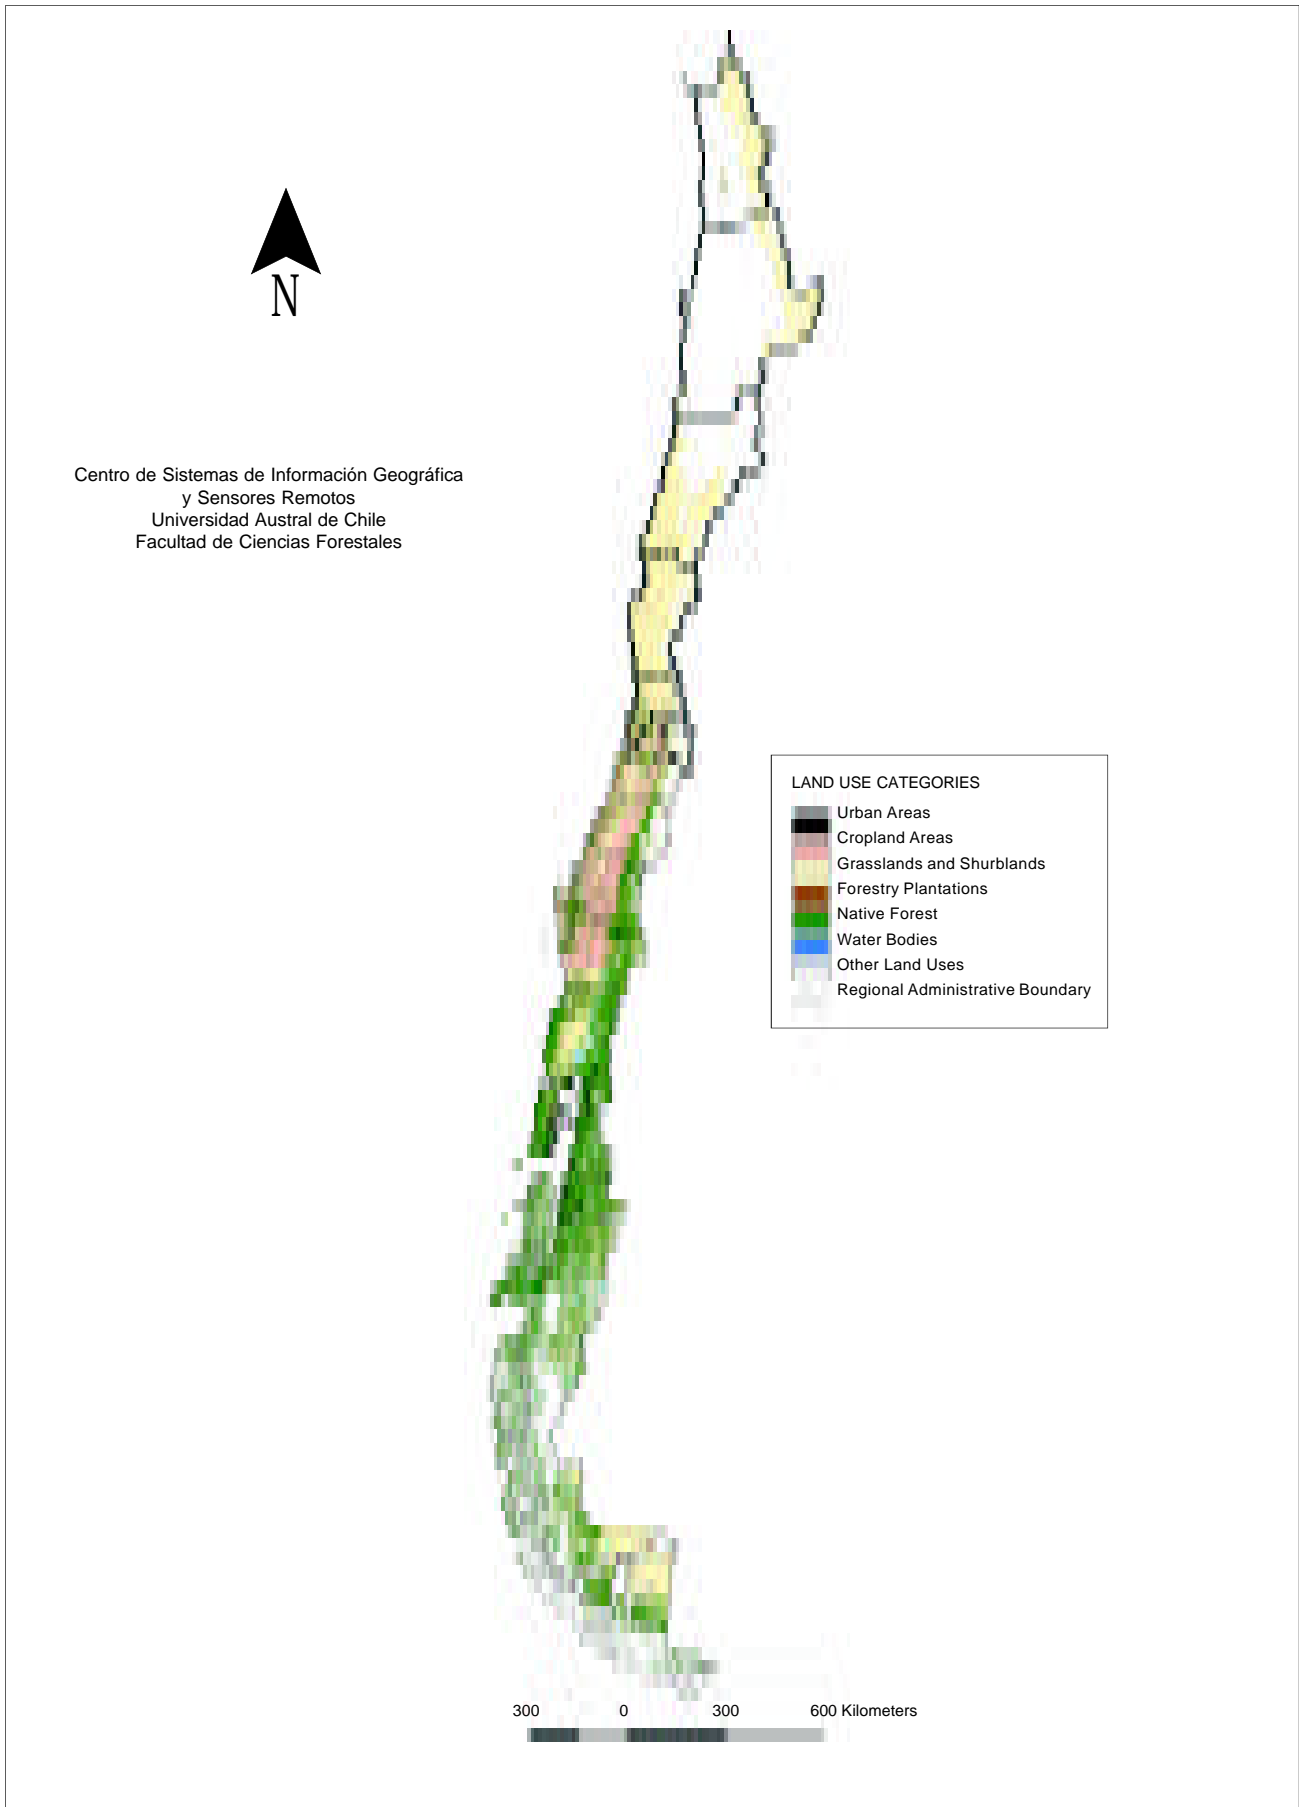 N
Centro de Sistemas de Información Geográfica
y Sensores Remotos
Universidad Austral de Chile
Facultad de Ciencias Forestales
LAND USE CATEGORIES
Urban Areas
Cropland Areas
Grasslands and Shurblands
Forestry Plantations
Native Forest
Water Bodies
Other Land Uses
Regional Administrative Boundary
300 0 300 600 Kilometers